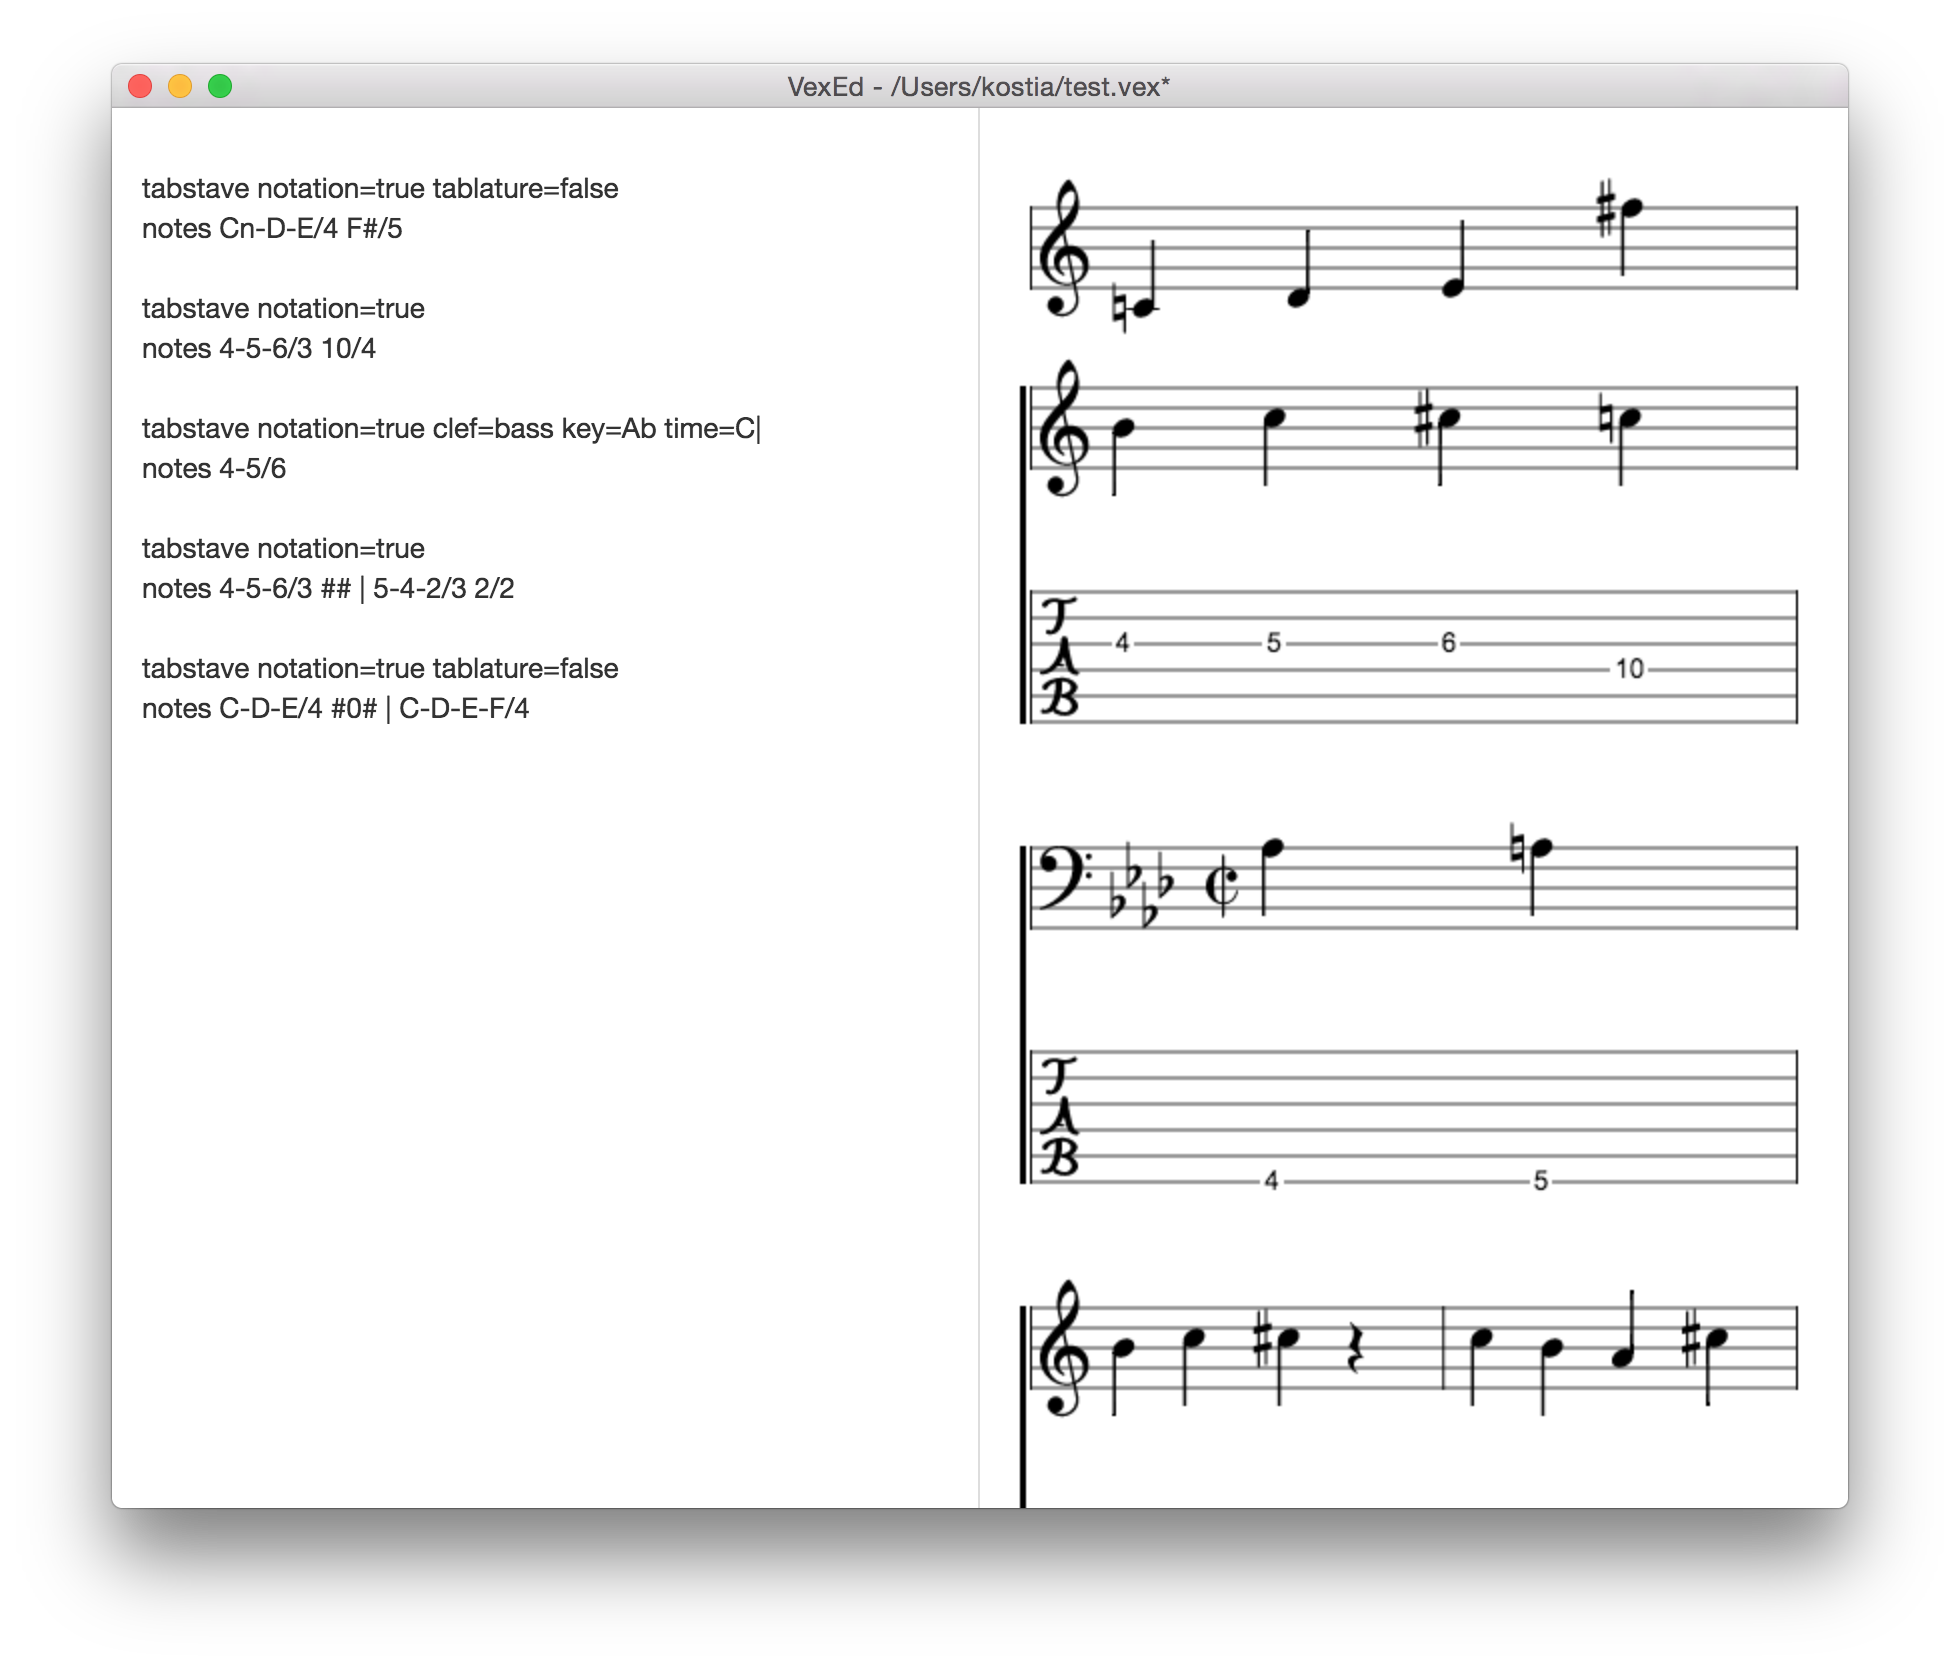 VexEd - /Users/kostia/test.vex*
tabstave notation=true tablature=false
notes Cn-D-E/4 F#/5
tabstave notation=true
notes 4-5-6/3 10/4
tabstave notation=true clef=bass key=Ab time=C|
notes 4-5/6
tabstave notation=true
notes 4-5-6/3 ## | 5-4-2/3 2/2
tabstave notation=true tablature=false
notes C-D-E/4 #0# | C-D-E-F/4
T
A
B
4 5 6
10
T
A
B
4 5